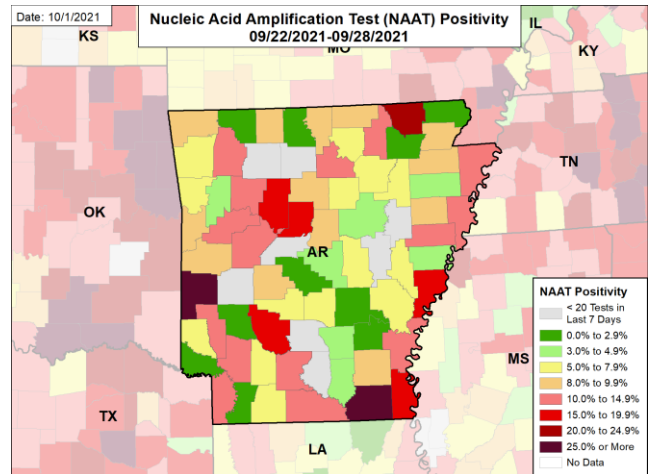 Date: 10/1/2021
Nucleic Acid Amplification Test (NAAT) Positivity
09/22/2021-09/28/2021
KS
MO
IL
KY
TN
OK
AR
MS
TX
LA
NAAT Positivity
< 20 Tests in
Last 7 Days
0.0% to 2.9%
3.0% to 4.9%
5.0% to 7.9%
8.0% to 9.9%
10.0% to 14.9%
15.0% to 19.9%
20.0% to 24.9%
25.0% or More
No Data